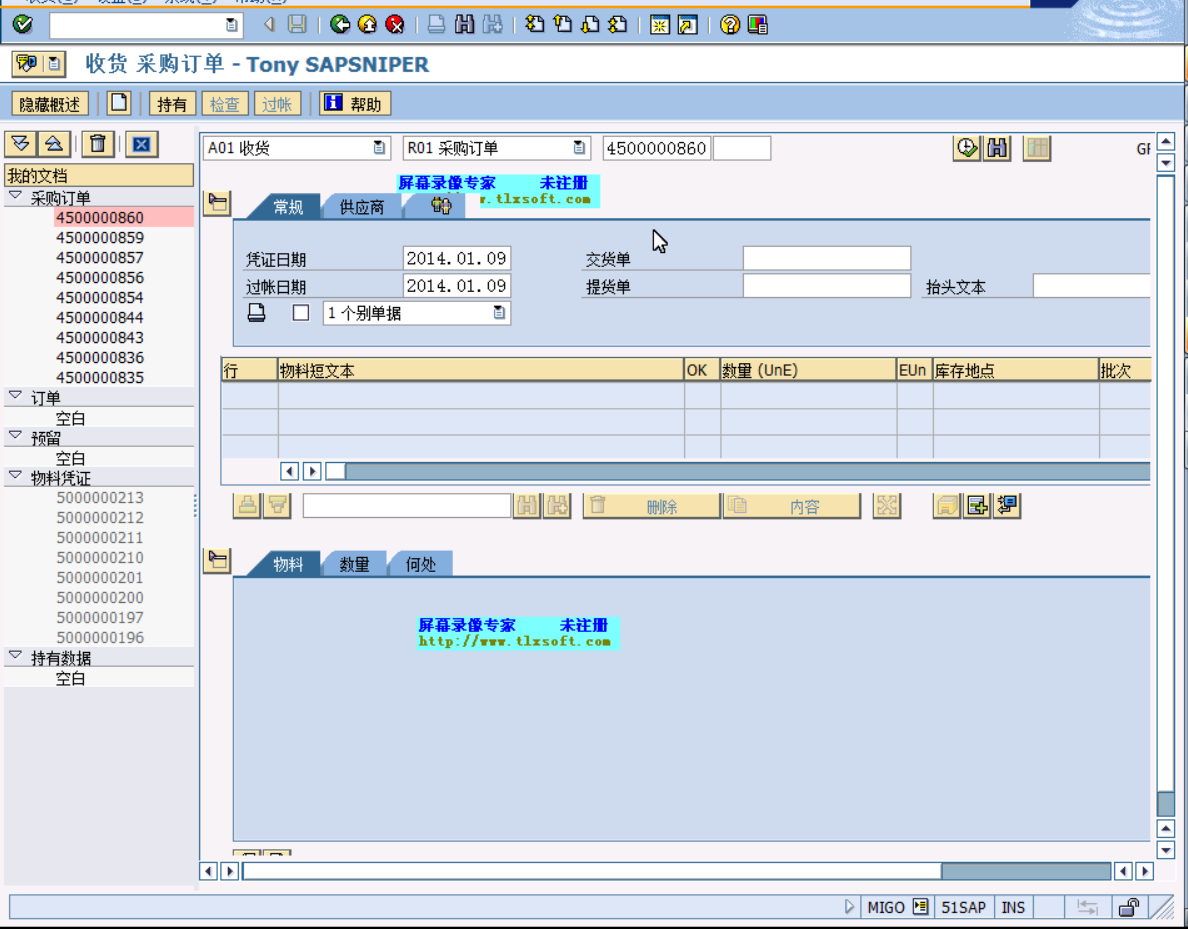 收货 采购订单 - Tony SAPSNIPER
隐藏概述 持有 检查 过帐 帮助
A01 收货 R01 采购订单 4500000860
我的文档
屏幕录像专家 未注册
r.tlxsoft.com
采购订单
4500000860
4500000859
4500000857
4500000856
4500000854
4500000844
4500000843
4500000836
4500000835
订单
空白
预留
空白
物料凭证
5000000213
5000000212
5000000211
5000000210
5000000201
5000000200
5000000197
5000000196
持有数据
空白
常规 供应商
凭证日期 2014.01.09 交货单
过帐日期 2014.01.09 提货单 抬头文本
1 个别单据
行 物料短文本 OK 数量 (UnE) EUn 库存地点 批次
删除 内容
物料 数量 何处
屏幕录像专家 未注册
http://www.tlxsoft.com
MIGO 51SAP INS